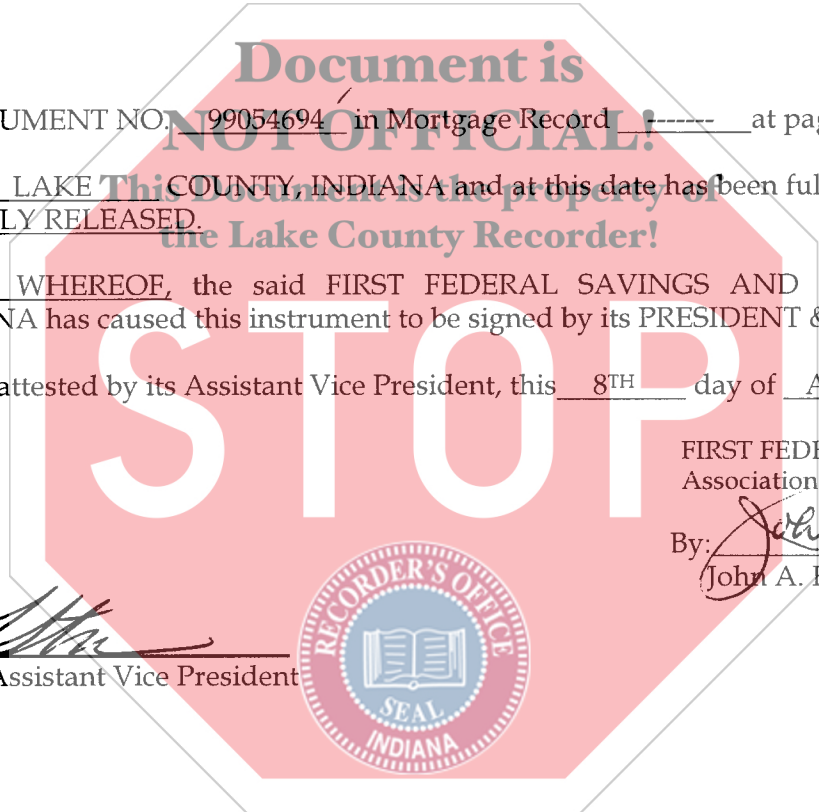 Document is
UMENT NO. 99054694 in Mortgage Record ------- at pag
NOT OFFICIAL!
LAKE COUNTY, INDIANA and at this date has been ful
This Document is the property of
LY RELEASED.
the Lake County Recorder!
WHEREOF, the said FIRST FEDERAL SAVINGS AND
NA has caused this instrument to be signed by its PRESIDENT &
attested by its Assistant Vice President, this 8TH day of A
STOP
FIRST FEDE
Association
By: Joh
John A.
Assistant Vice President
RECORDER'S OFFICE
SEAL
INDIANA